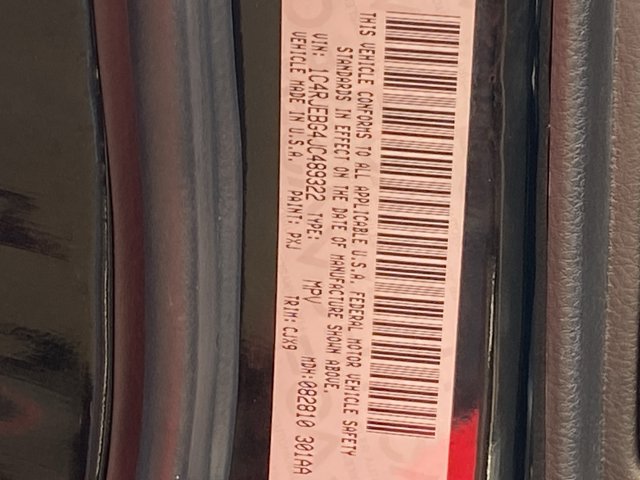 THIS VEHICLE CONFORMS TO ALL APPLICABLE U.S.A. FEDERAL MOTOR VEHICLE SAFETY
STANDARDS IN EFFECT ON THE DATE OF MANUFACTURE SHOWN ABOVE.
VIN: 1C4RJEBG4JC489322 TYPE: MPV MDH: 082810 301AA
VEHICLE MADE IN U.S.A. PAINT: PXJ TRIM: CJX9